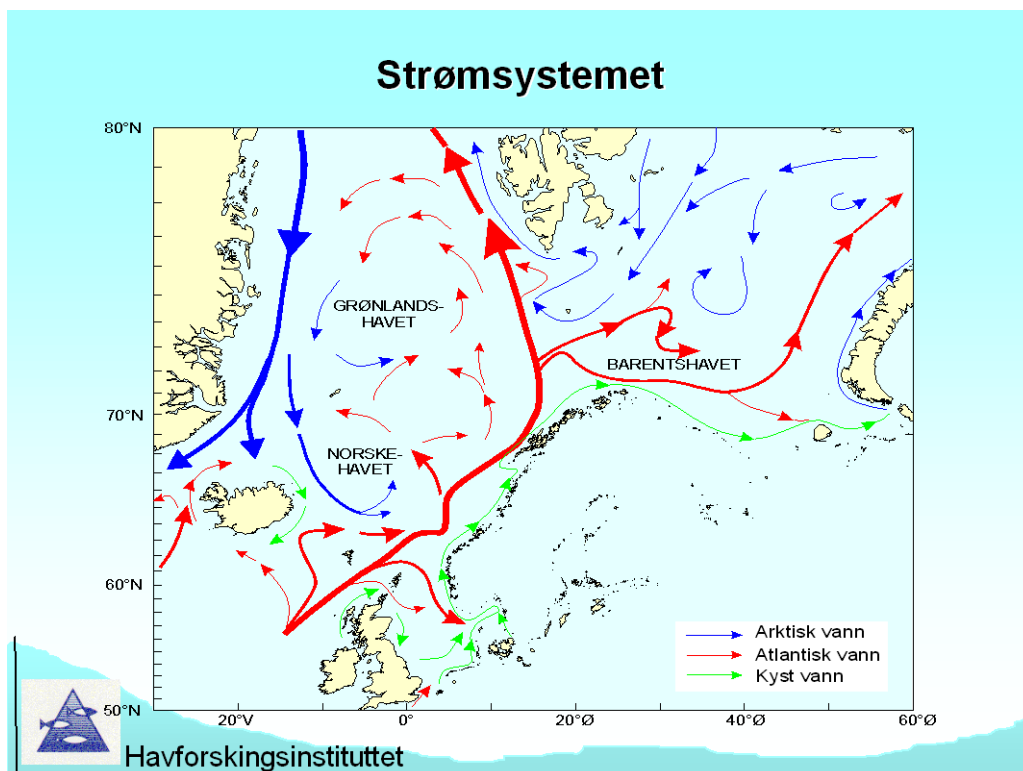 Strømsystemet
80°N
GRØNLANDS-
HAVET
BARENTSHAVET
70°N
NORSKE-
HAVET
60°N
Arktisk vann
Atlantisk vann
Kyst vann
50°N
20°V
0°
20°Ø
40°Ø
60°Ø
Havforskingsinstituttet